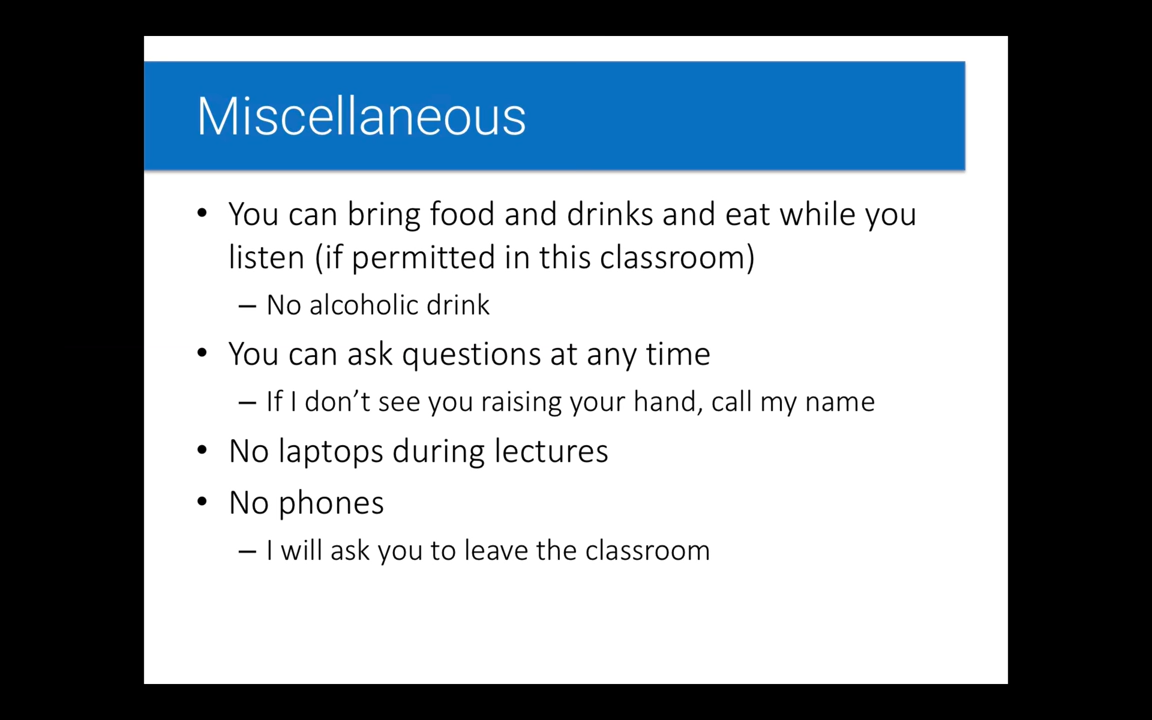 Miscellaneous
• You can bring food and drinks and eat while you
listen (if permitted in this classroom)
– No alcoholic drink
• You can ask questions at any time
– If I don’t see you raising your hand, call my name
• No laptops during lectures
• No phones
– I will ask you to leave the classroom